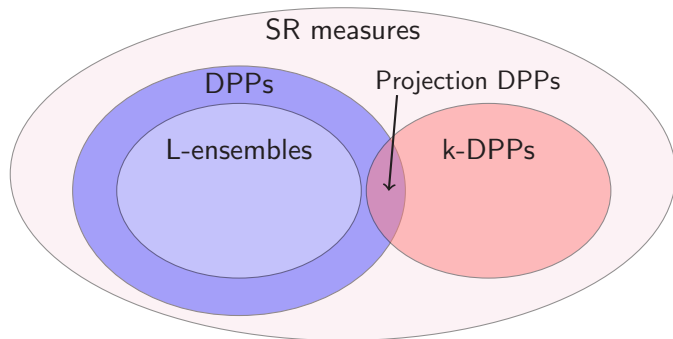 SR measures
DPPs
Projection DPPs
L-ensembles
k-DPPs